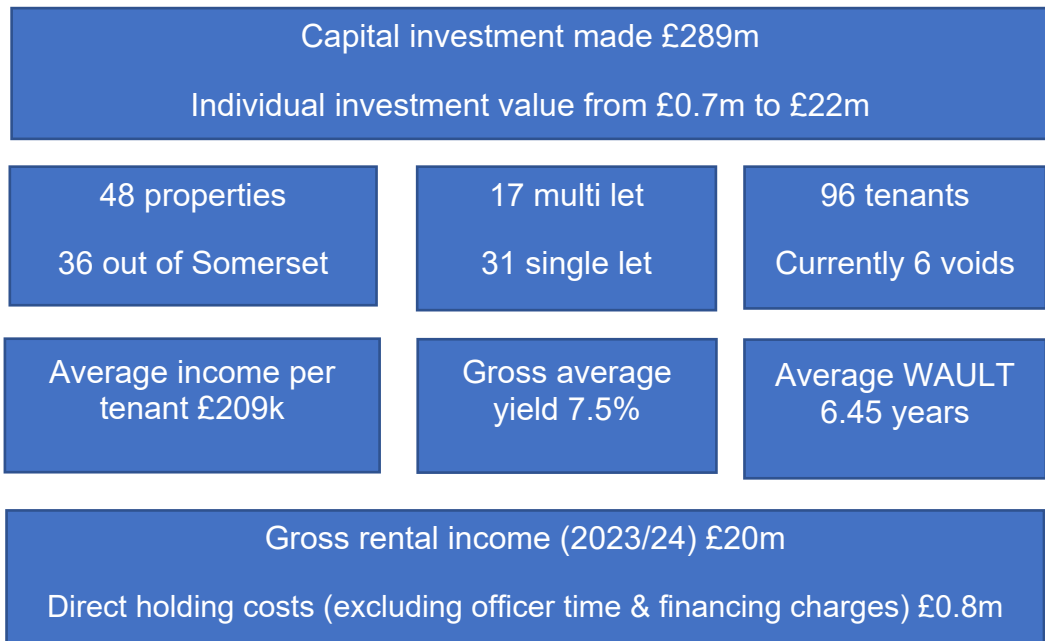 Capital investment made £289m
Individual investment value from £0.7m to £22m
48 properties
36 out of Somerset
17 multi let
31 single let
96 tenants
Currently 6 voids
Average income per
tenant £209k
Gross average
yield 7.5%
Average WAULT
6.45 years
Gross rental income (2023/24) £20m
Direct holding costs (excluding officer time & financing charges) £0.8m